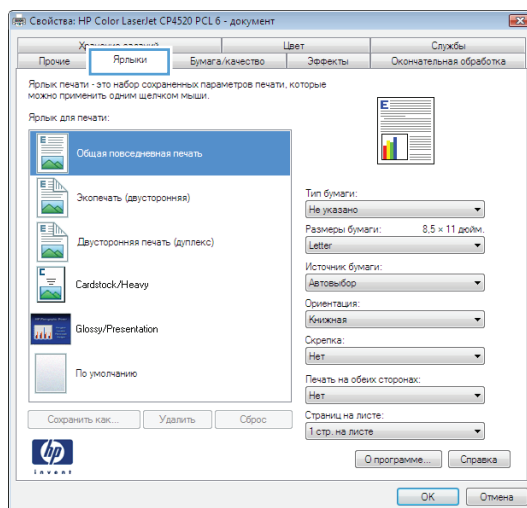 Свойства: HP Color LaserJet CP4520 PCL 6 - документ
Хранение заданий
Цвет
Службы
Прочие
Ярлыки
Бумага/качество
Эффекты
Окончательная обработка
Ярлык печати - это набор сохраненных параметров печати, которые
можно применить одним щелчком мыши.
Ярлык для печати:
Общая повседневная печать
Экопечать (двусторонняя)
Двусторонняя печать (дуплекс)
Cardstock/Heavy
Glossy/Presentation
По умолчанию
Сохранить как...
Удалить
Сброс
Тип бумаги:
Не указано
Размеры бумаги: 8,5 × 11 дюйм.
Letter
Источник бумаги:
Автовыбор
Ориентация:
Книжная
Скрепка:
Нет
Печать на обеих сторонах:
Нет
Страниц на листе:
1 стр. на листе
hp
invent
О программе...
Справка
OK
Отмена